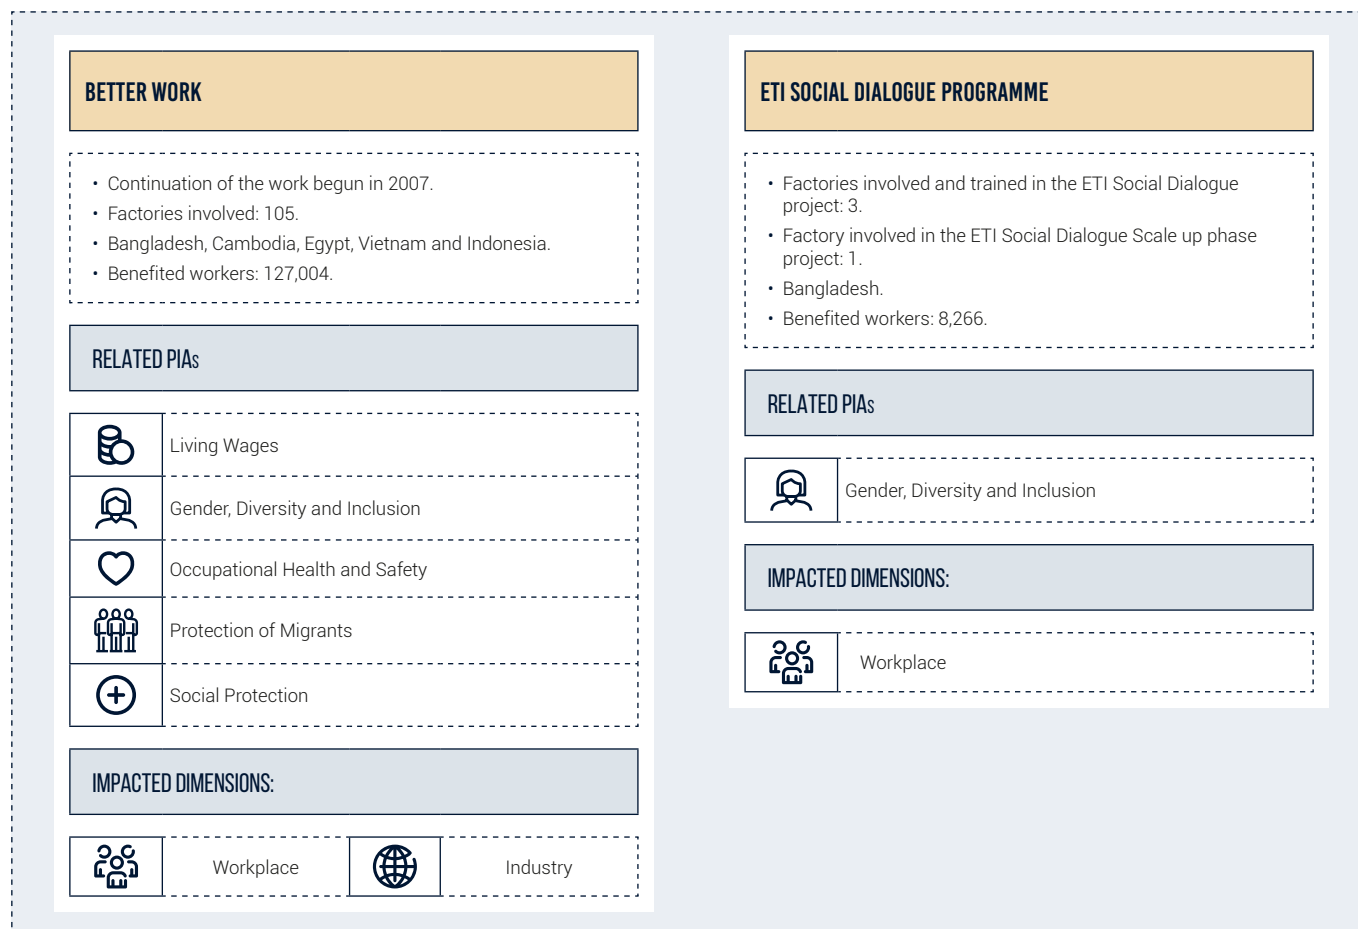 BETTER WORK
• Continuation of the work begun in 2007.
• Factories involved: 105.
• Bangladesh, Cambodia, Egypt, Vietnam and Indonesia.
• Benefited workers: 127,004.
RELATED PIAs
Living Wages
Gender, Diversity and Inclusion
Occupational Health and Safety
Protection of Migrants
Social Protection
IMPACTED DIMENSIONS:
Workplace
Industry
ETI SOCIAL DIALOGUE PROGRAMME
• Factories involved and trained in the ETI Social Dialogue
project: 3.
• Factory involved in the ETI Social Dialogue Scale up phase
project: 1.
• Bangladesh.
• Benefited workers: 8,266.
RELATED PIAs
Gender, Diversity and Inclusion
IMPACTED DIMENSIONS:
Workplace